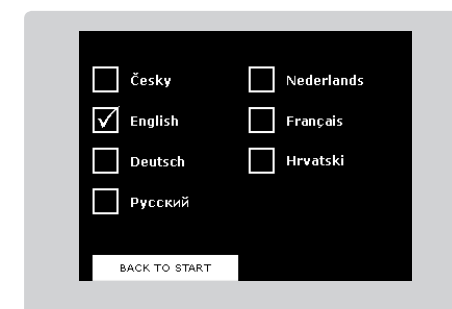 Česky
English
Deutsch
Русский
Nederlands
Français
Hrvatski
BACK TO START